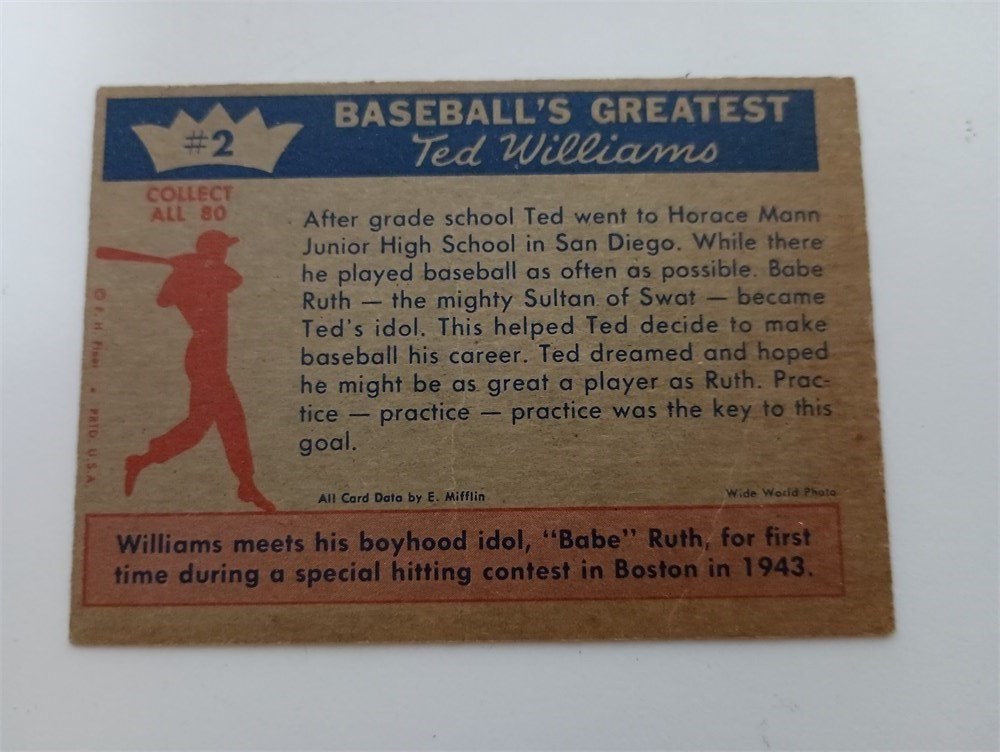 #2
BASEBALL'S GREATEST
Ted Williams
COLLECT
ALL 80
After grade school Ted went to Horace Mann
Junior High School in San Diego. While there
he played baseball as often as possible. Babe
Ruth — the mighty Sultan of Swat — became
Ted's idol. This helped Ted decide to make
baseball his career. Ted dreamed and hoped
he might be as great a player as Ruth. Prac-
tice — practice — practice was the key to this
goal.
© F. H. Fleer • PRTD. U.S.A.
All Card Data by E. Mifflin
Wide World Photo
Williams meets his boyhood idol, "Babe" Ruth, for first
time during a special hitting contest in Boston in 1943.